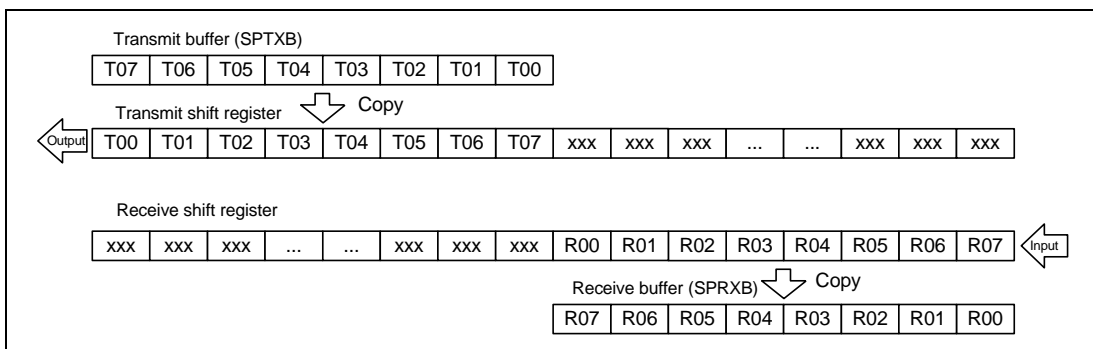 Transmit buffer (SPTXB)
T07 T06 T05 T04 T03 T02 T01 T00
Copy
Transmit shift register
Output T00 T01 T02 T03 T04 T05 T06 T07 xxx xxx xxx ... ... xxx xxx xxx
Receive shift register
xxx xxx xxx ... ... xxx xxx xxx R00 R01 R02 R03 R04 R05 R06 R07 Input
Receive buffer (SPRXB) Copy
R07 R06 R05 R04 R03 R02 R01 R00